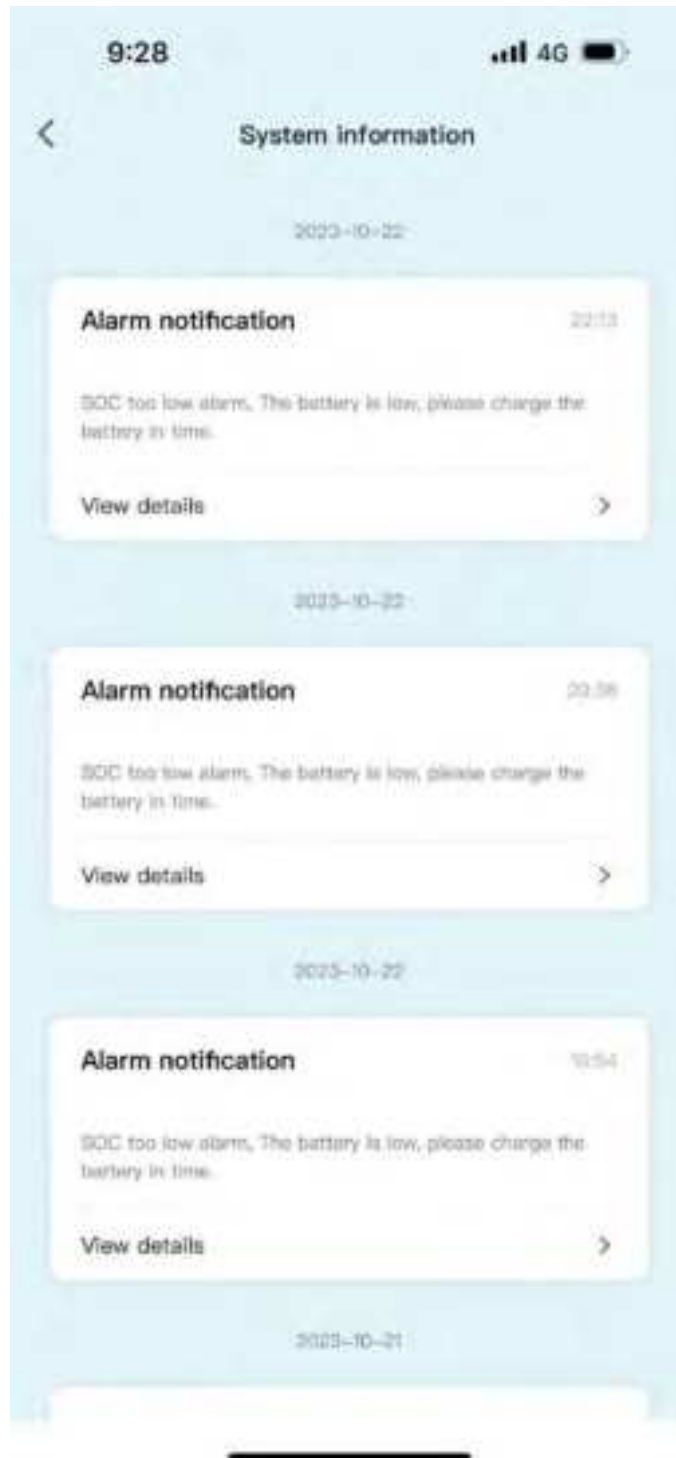 9:28
4G
System information
2023-10-22
Alarm notification
22:13
SOC too low alarm, The battery is low, please charge the
battery in time.
View details
2023-10-22
Alarm notification
SOC too low alarm, The battery is low, please charge the
battery in time.
View details
2023-10-22
Alarm notification
SOC too low alarm, The battery is low, please charge the
battery in time.
View details
2023-10-21